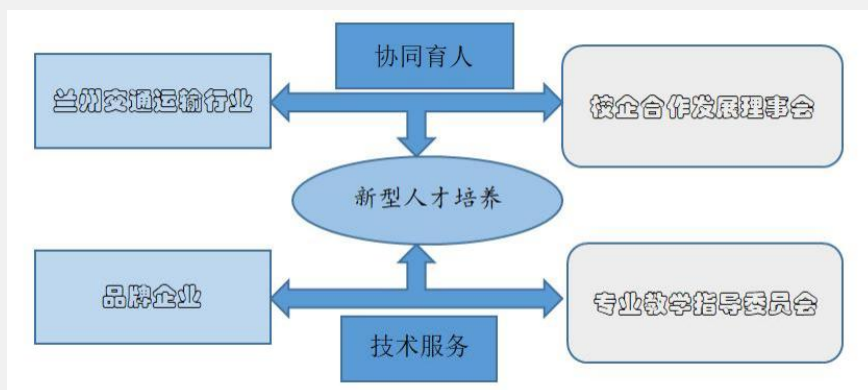 协同育人
兰州交通运输行业
校企合作发展理事会
新型人才培养
品牌企业
专业教学指导委员会
技术服务